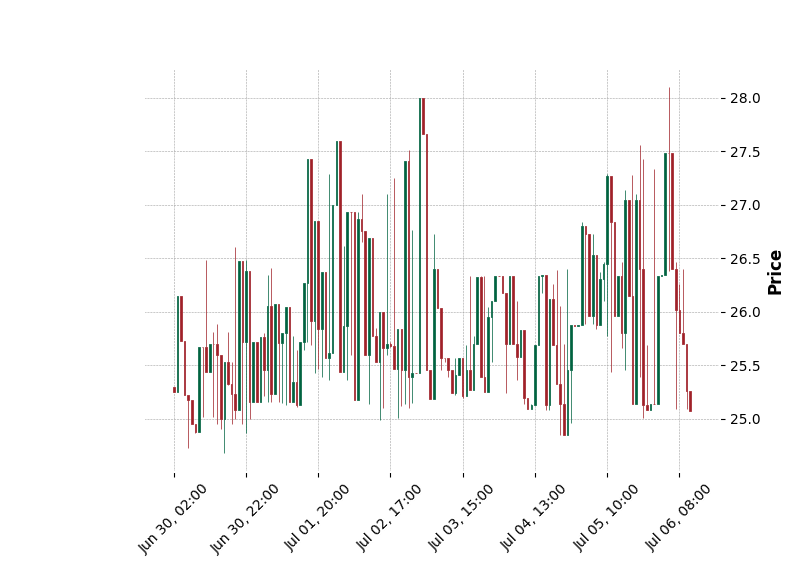 28.0
27.5
27.0
26.5
26.0
25.5
25.0
Price
Jun 30, 02:00
Jun 30, 22:00
Jul 01, 20:00
Jul 02, 17:00
Jul 03, 15:00
Jul 04, 13:00
Jul 05, 10:00
Jul 06, 08:00